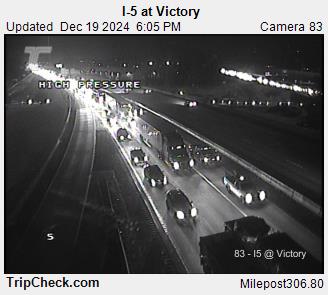 I-5 at Victory
Updated Dec 19 2024 6:05 PM Camera 83
HIGH PRESSURE
S
83 - I5 @ Victory
TripCheck.com Milepost306.80